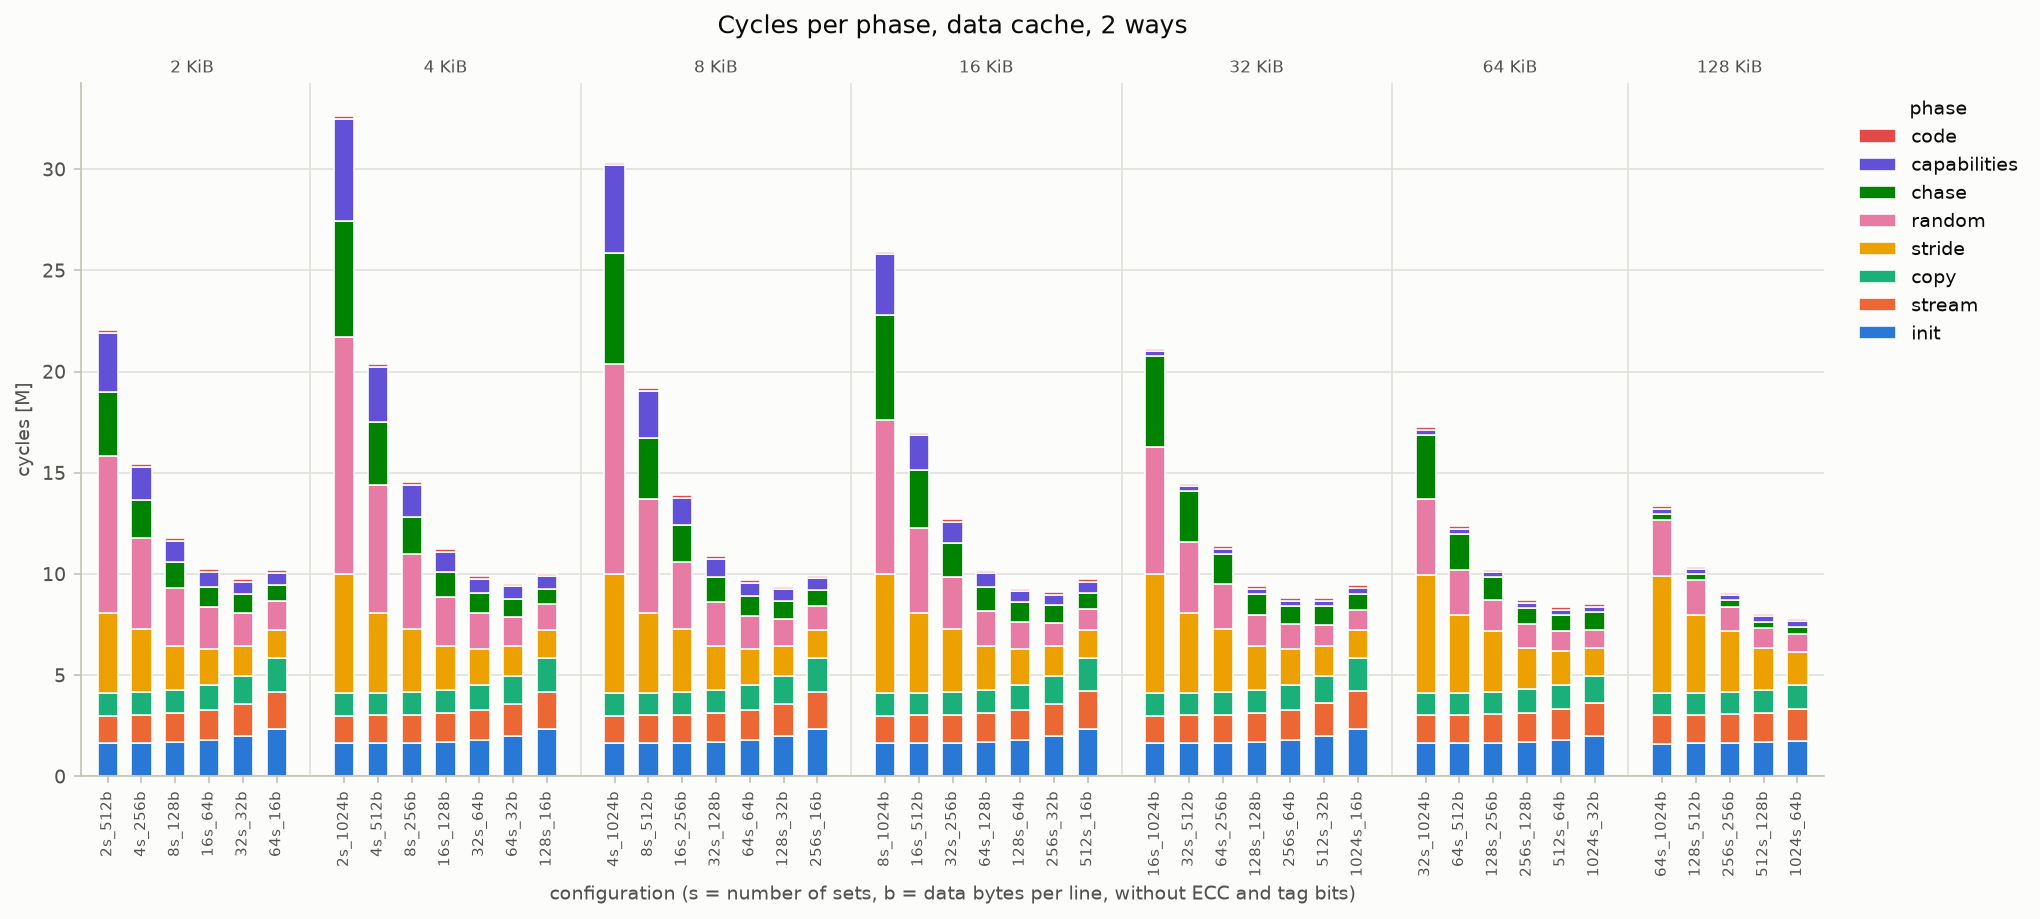 Cycles per phase, data cache, 2 ways
2 KiB
4 KiB
8 KiB
16 KiB
32 KiB
64 KiB
128 KiB
phase
code
capabilities
chase
random
stride
copy
stream
init
cycles [M]
30
25
20
15
10
5
0
2s_512b
4s_256b
8s_128b
16s_64b
32s_32b
64s_16b
2s_1024b
4s_512b
8s_256b
16s_128b
32s_64b
64s_32b
128s_16b
4s_1024b
8s_512b
16s_256b
32s_128b
64s_64b
128s_32b
256s_16b
8s_1024b
16s_512b
32s_256b
64s_128b
128s_64b
256s_32b
512s_16b
16s_1024b
32s_512b
64s_256b
128s_128b
256s_64b
512s_32b
1024s_16b
32s_1024b
64s_512b
128s_256b
256s_128b
512s_64b
1024s_32b
64s_1024b
128s_512b
256s_256b
512s_128b
1024s_64b
configuration (s = number of sets, b = data bytes per line, without ECC and tag bits)